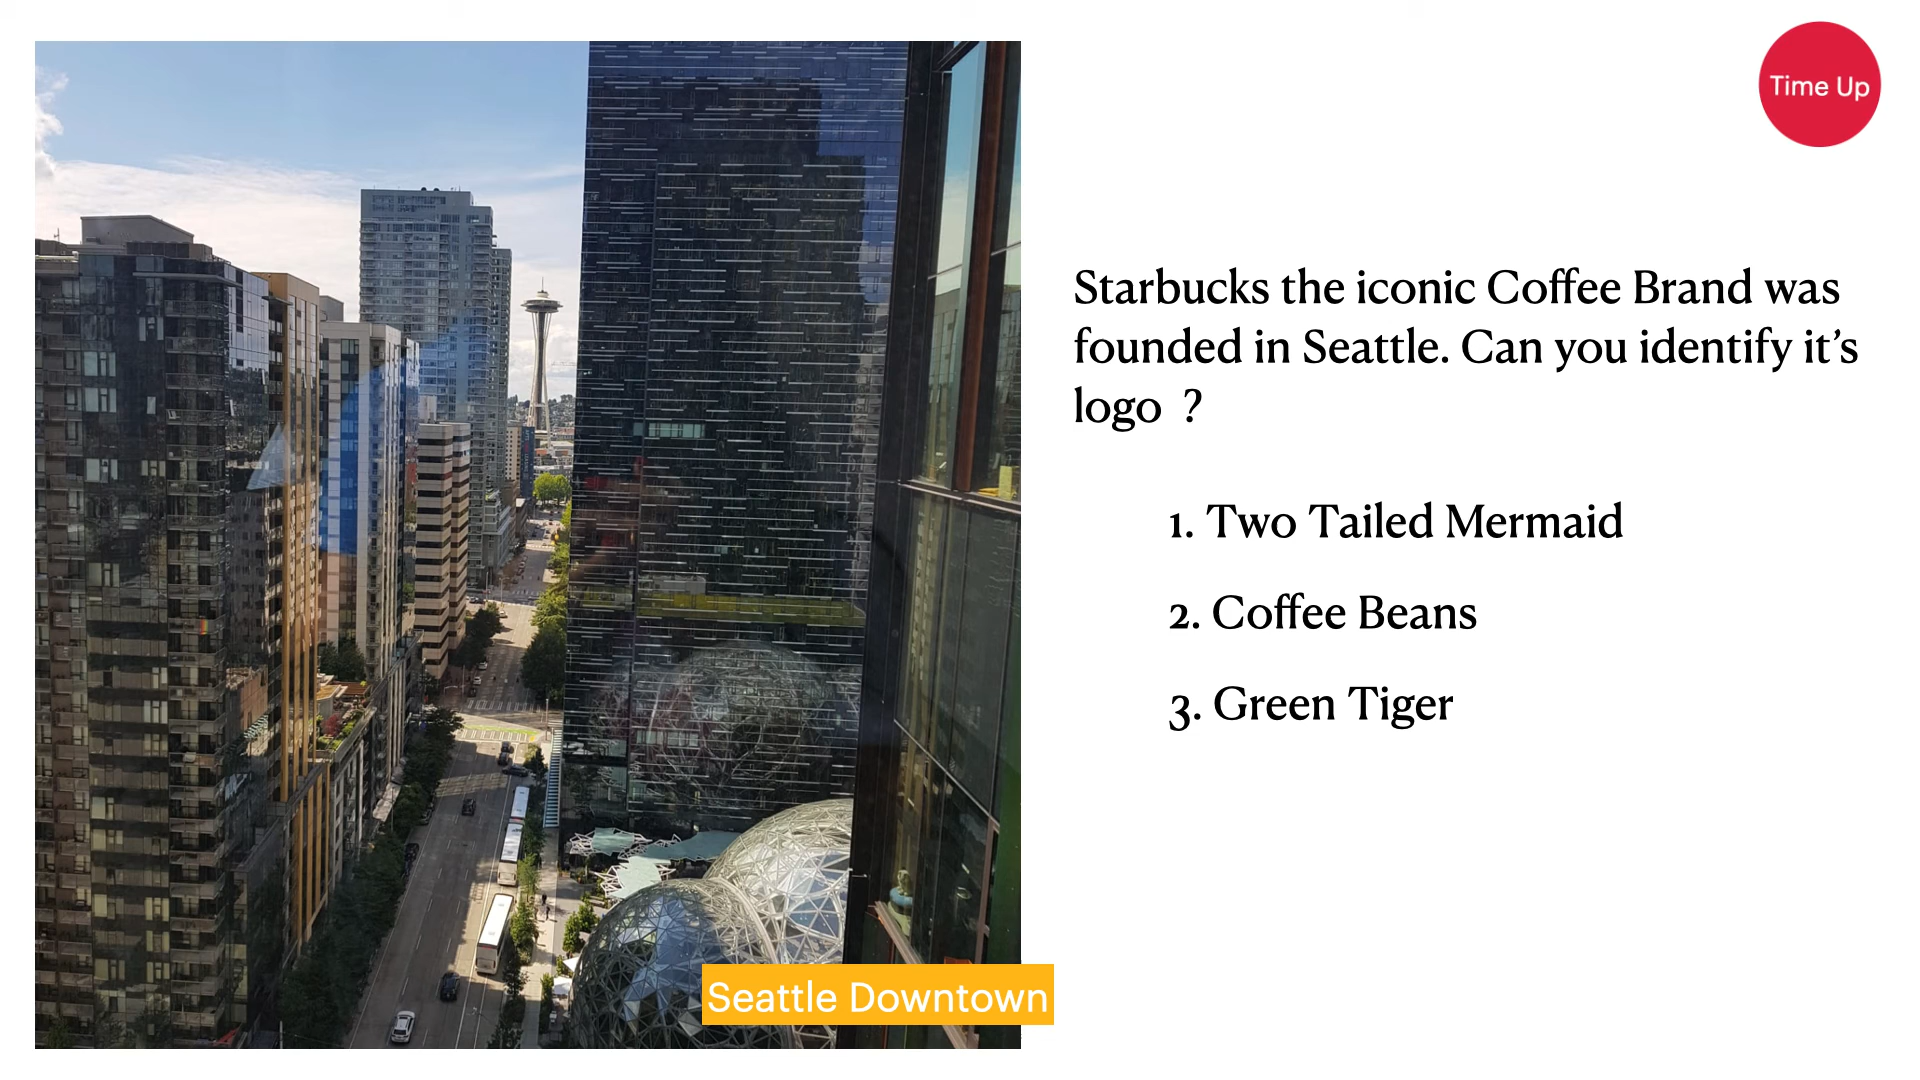 Time Up
Starbucks the iconic Coffee Brand was
founded in Seattle. Can you identify it’s
logo ?
1. Two Tailed Mermaid
2. Coffee Beans
3. Green Tiger
Seattle Downtown